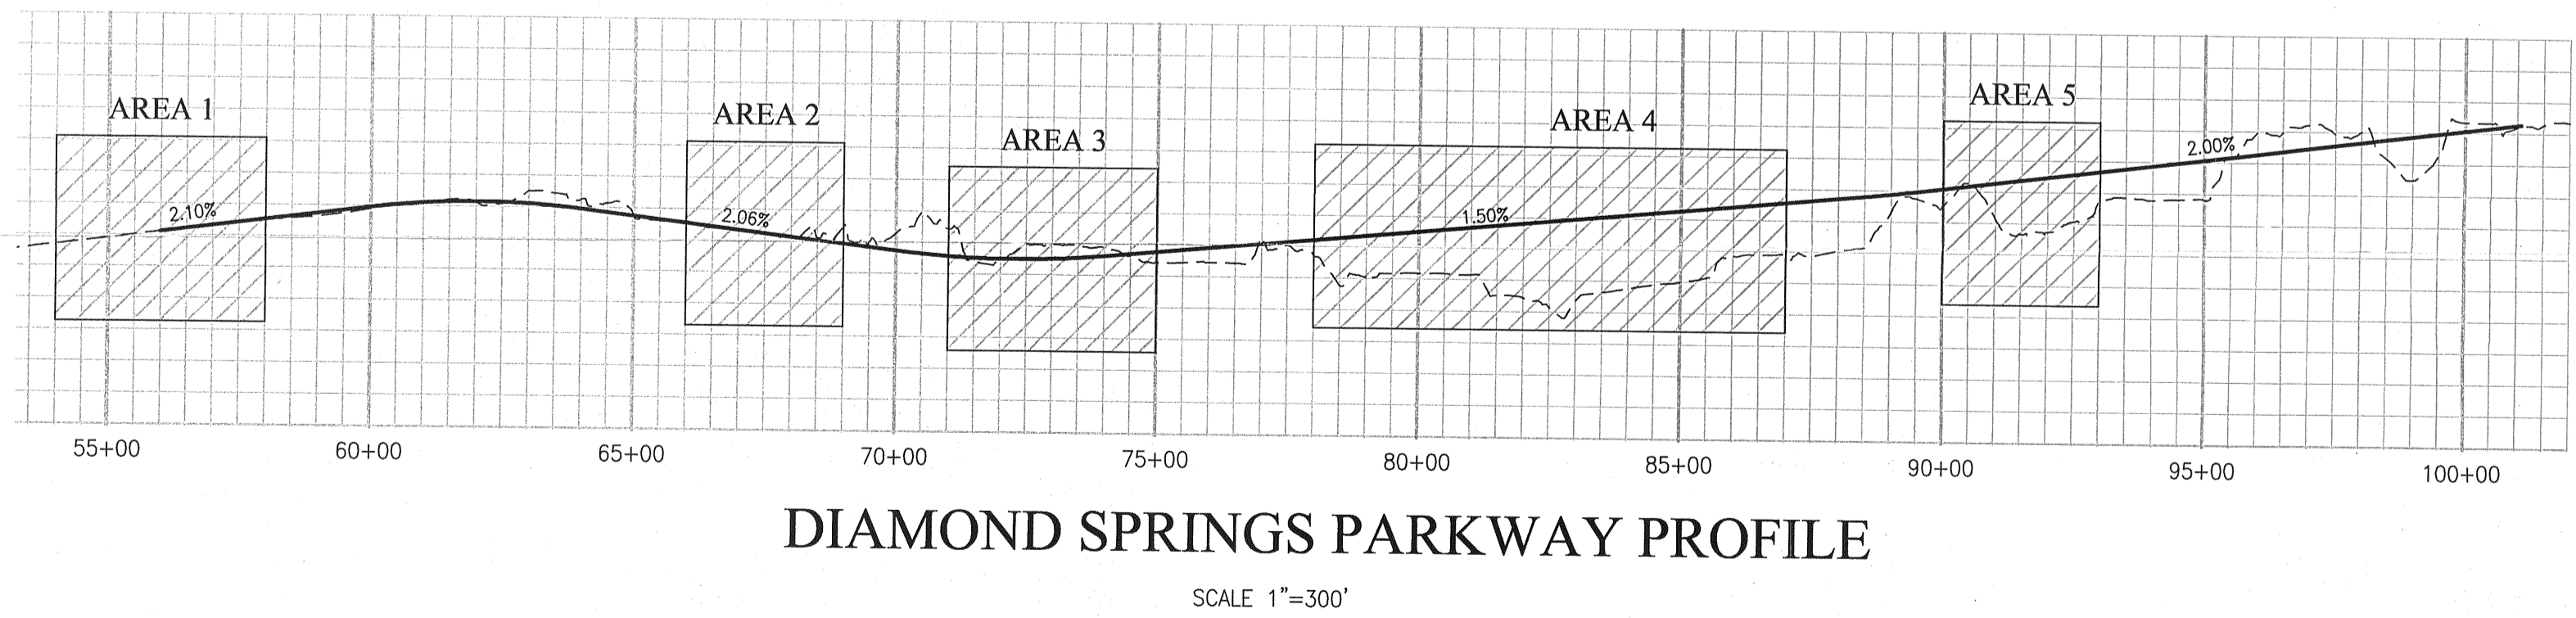 AREA 1
AREA 2
AREA 3
AREA 4
AREA 5
2.10%
2.06%
1.50%
2.00%
55+00 60+00 65+00 70+00 75+00 80+00 85+00 90+00 95+00 100+00
DIAMOND SPRINGS PARKWAY PROFILE
SCALE 1"=300'